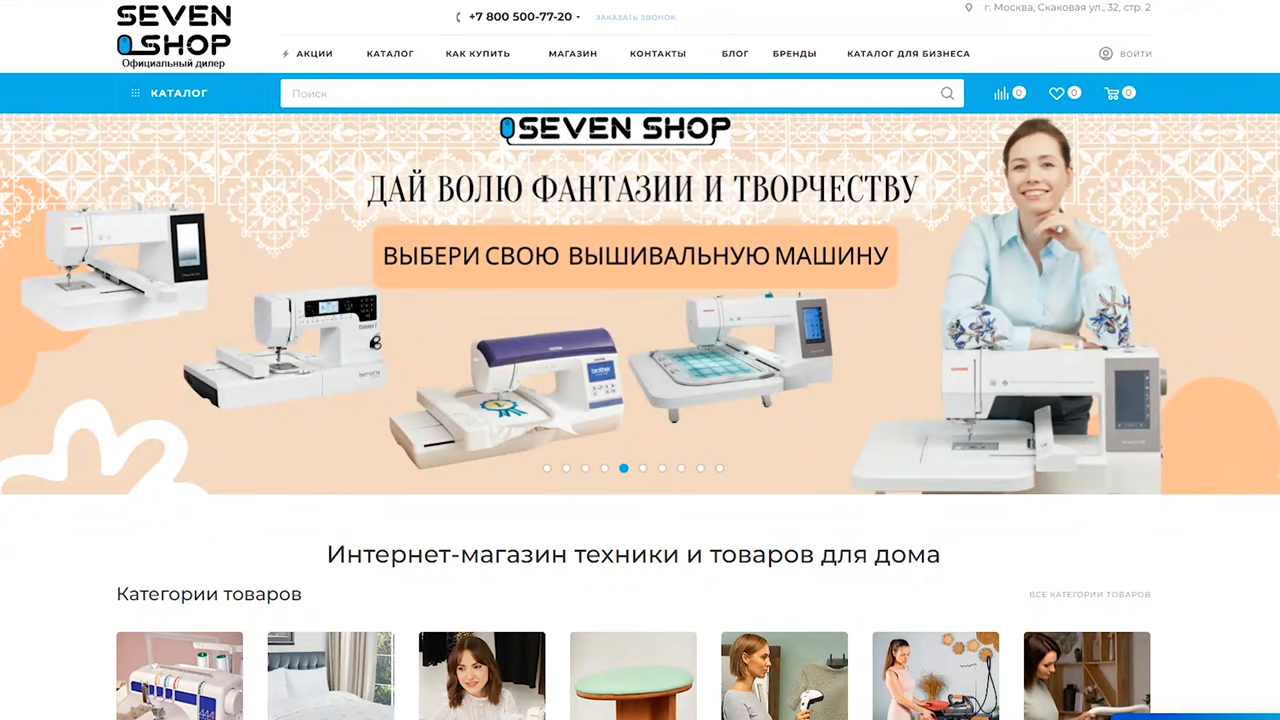 SEVEN
SHOP
Официальный дилер
+7 800 500-77-20
ЗАКАЗАТЬ ЗВОНОК
г. Москва, Скаковая ул., 32, стр. 2
АКЦИИ
КАТАЛОГ
КАК КУПИТЬ
МАГАЗИН
КОНТАКТЫ
БЛОГ
БРЕНДЫ
КАТАЛОГ ДЛЯ БИЗНЕСА
ВОЙТИ
КАТАЛОГ
Поиск
0
0
0
SEVEN SHOP
ДАЙ ВОЛЮ ФАНТАЗИИ И ТВОРЧЕСТВУ
ВЫБЕРИ СВОЮ ВЫШИВАЛЬНУЮ МАШИНУ
brother
Интернет-магазин техники и товаров для дома
Категории товаров
ВСЕ КАТЕГОРИИ ТОВАРОВ